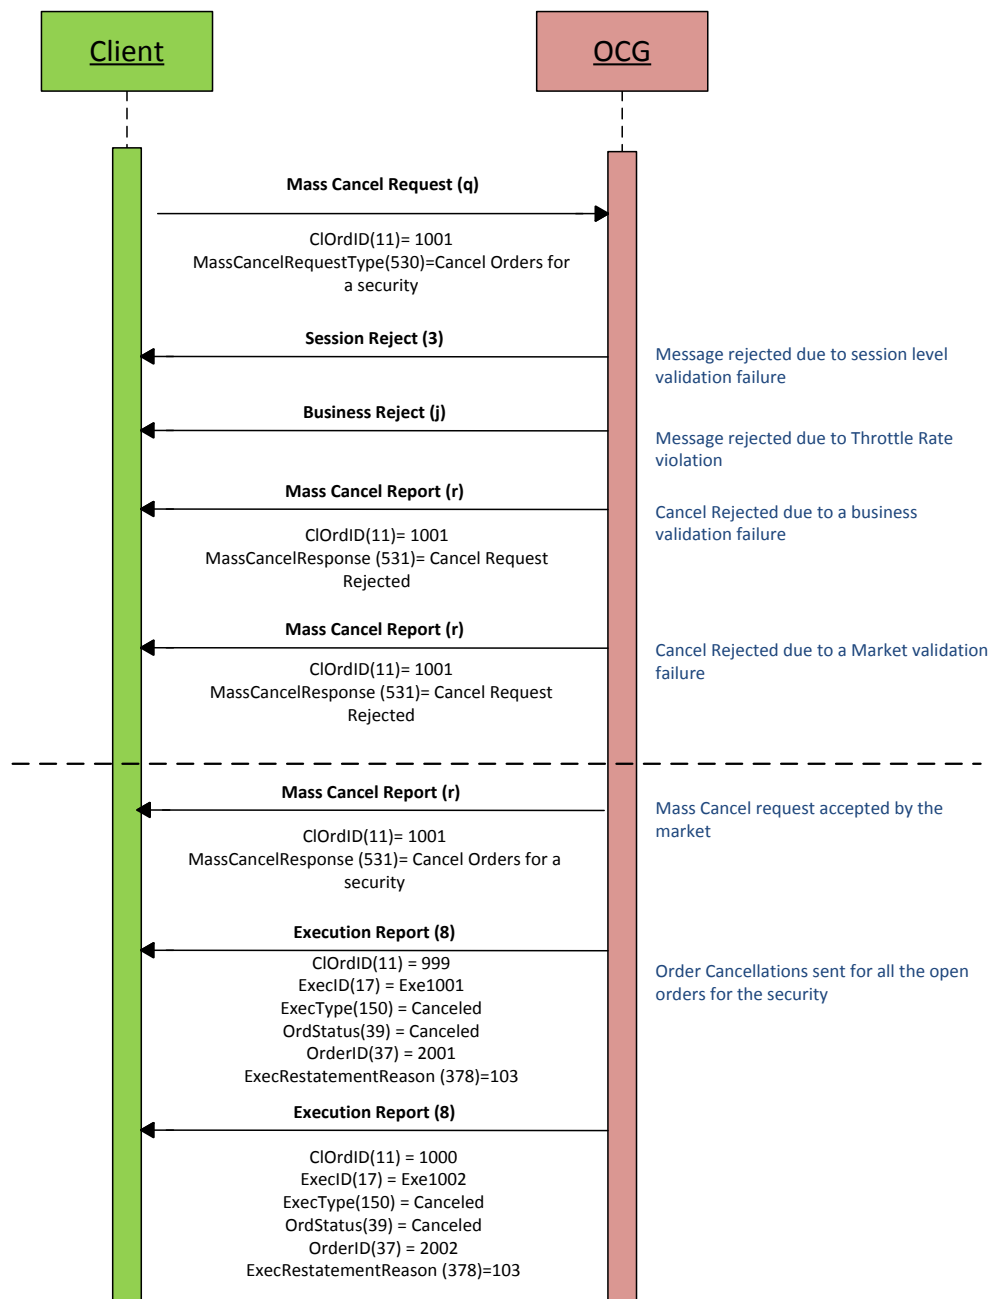 Client
OCG
Mass Cancel Request (q)
ClOrdID(11)= 1001
MassCancelRequestType(530)=Cancel Orders for
a security
Session Reject (3)
Message rejected due to session level
validation failure
Business Reject (j)
Message rejected due to Throttle Rate
violation
Mass Cancel Report (r)
Cancel Rejected due to a business
validation failure
ClOrdID(11)= 1001
MassCancelResponse (531)= Cancel Request
Rejected
Mass Cancel Report (r)
Cancel Rejected due to a Market validation
failure
ClOrdID(11)= 1001
MassCancelResponse (531)= Cancel Request
Rejected
Mass Cancel Report (r)
Mass Cancel request accepted by the
market
ClOrdID(11)= 1001
MassCancelResponse (531)= Cancel Orders for a
security
Execution Report (8)
Order Cancellations sent for all the open
orders for the security
ClOrdID(11) = 999
ExecID(17) = Exe1001
ExecType(150) = Canceled
OrdStatus(39) = Canceled
OrderID(37) = 2001
ExecRestatementReason (378)=103
Execution Report (8)
ClOrdID(11) = 1000
ExecID(17) = Exe1002
ExecType(150) = Canceled
OrdStatus(39) = Canceled
OrderID(37) = 2002
ExecRestatementReason (378)=103